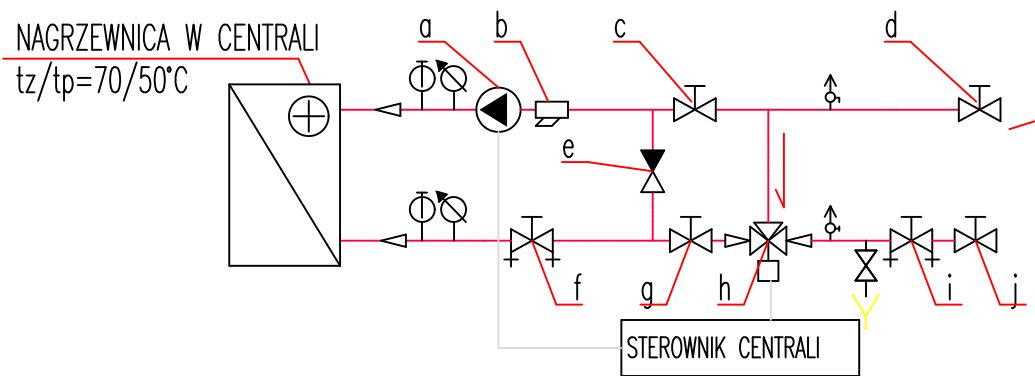 NAGRZEWNICA W CENTRALI
tz/tp=70/50°C
a
b
c
d
e
f
g
h
i
j
STEROWNIK CENTRALI